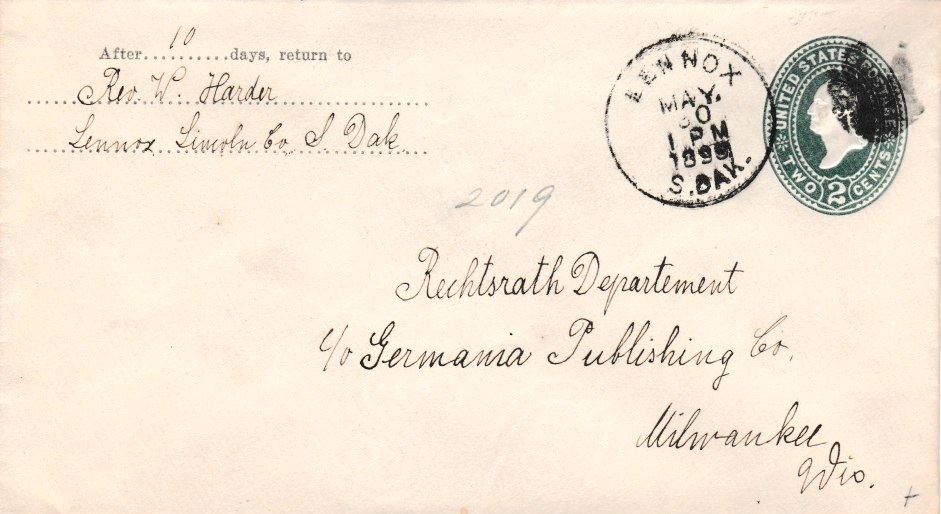 After 10 days, return to
Rev. W. Harder
Lennox Lincoln Co. S. Dak.
LENNOX
MAY.
30
1 PM
1899
S. DAK.
UNITED STATES POSTAGE
TWO 2 CENTS
2019
Rechtsrath Departement
c/o Germania Publishing Co.
Milwaukee
Wis.